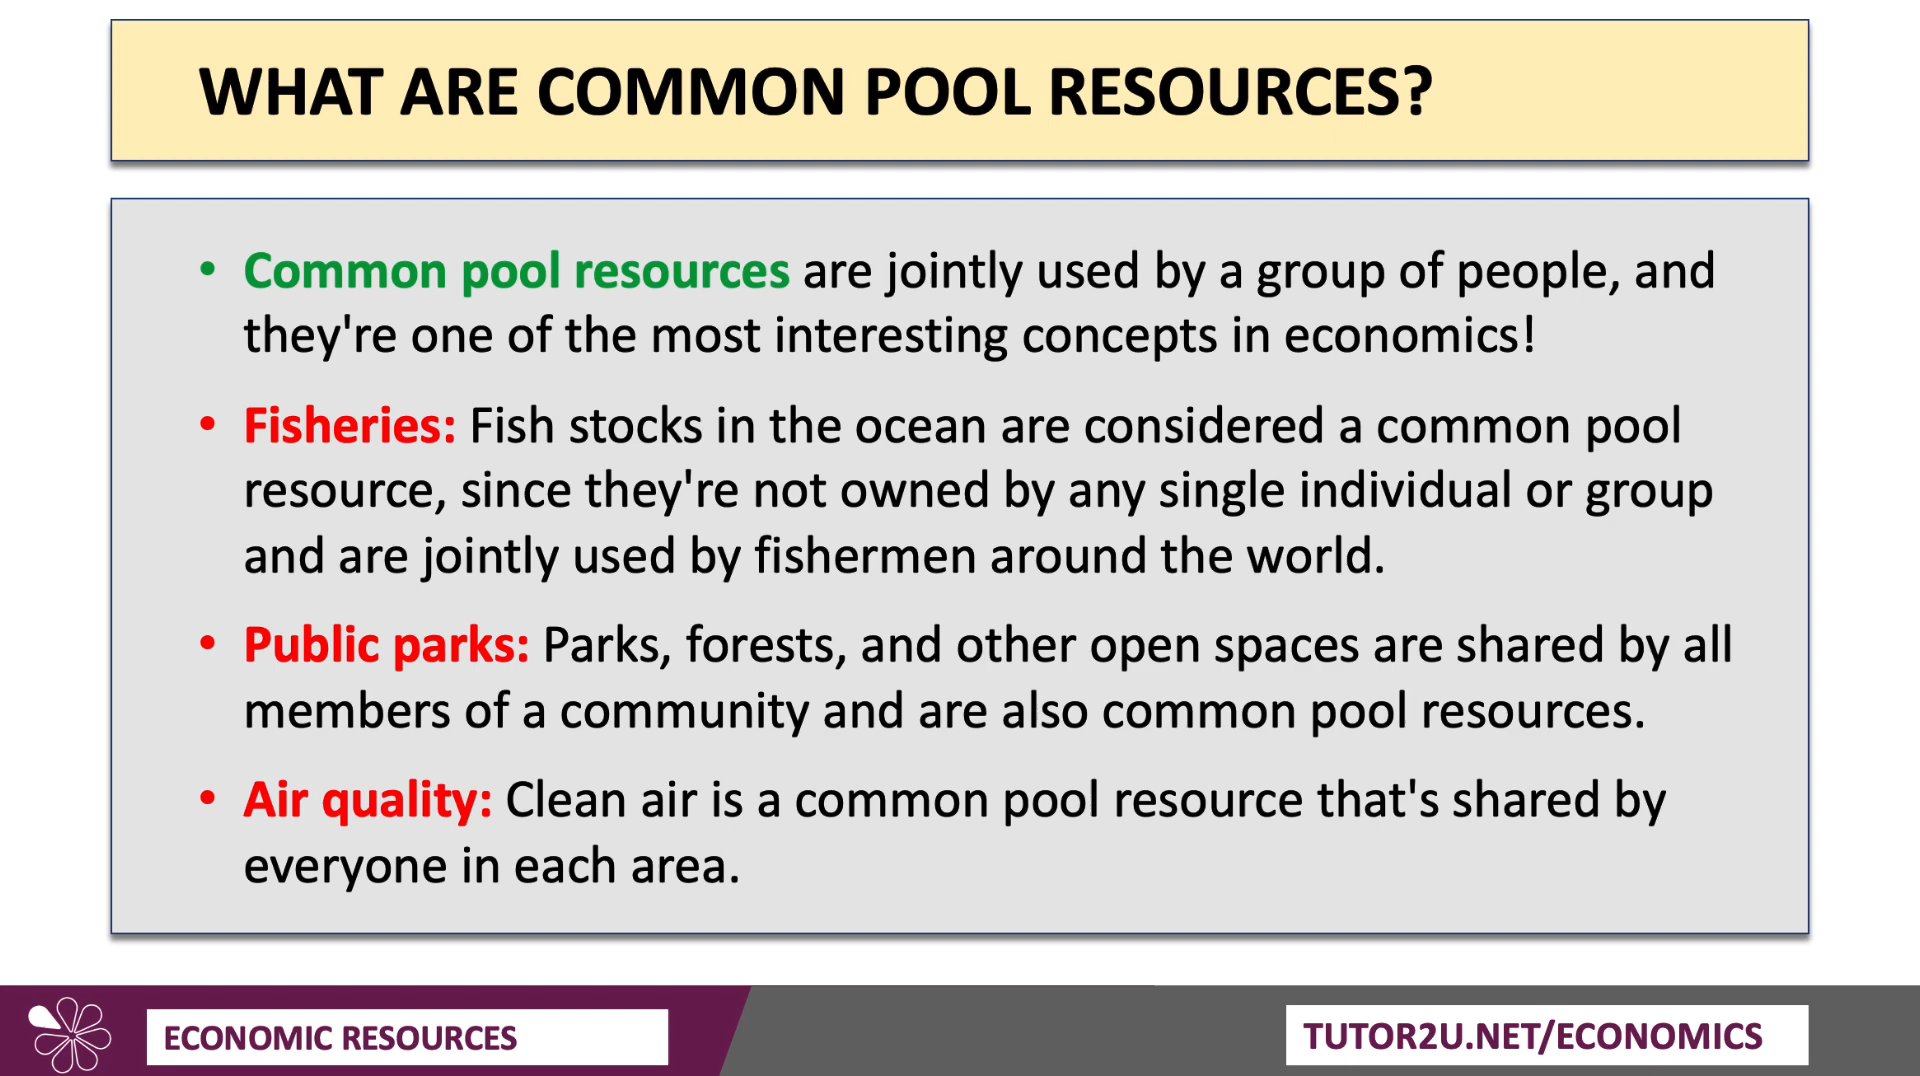 WHAT ARE COMMON POOL RESOURCES?
• Common pool resources are jointly used by a group of people, and
they're one of the most interesting concepts in economics!
• Fisheries: Fish stocks in the ocean are considered a common pool
resource, since they're not owned by any single individual or group
and are jointly used by fishermen around the world.
• Public parks: Parks, forests, and other open spaces are shared by all
members of a community and are also common pool resources.
• Air quality: Clean air is a common pool resource that's shared by
everyone in each area.
ECONOMIC RESOURCES
TUTOR2U.NET/ECONOMICS